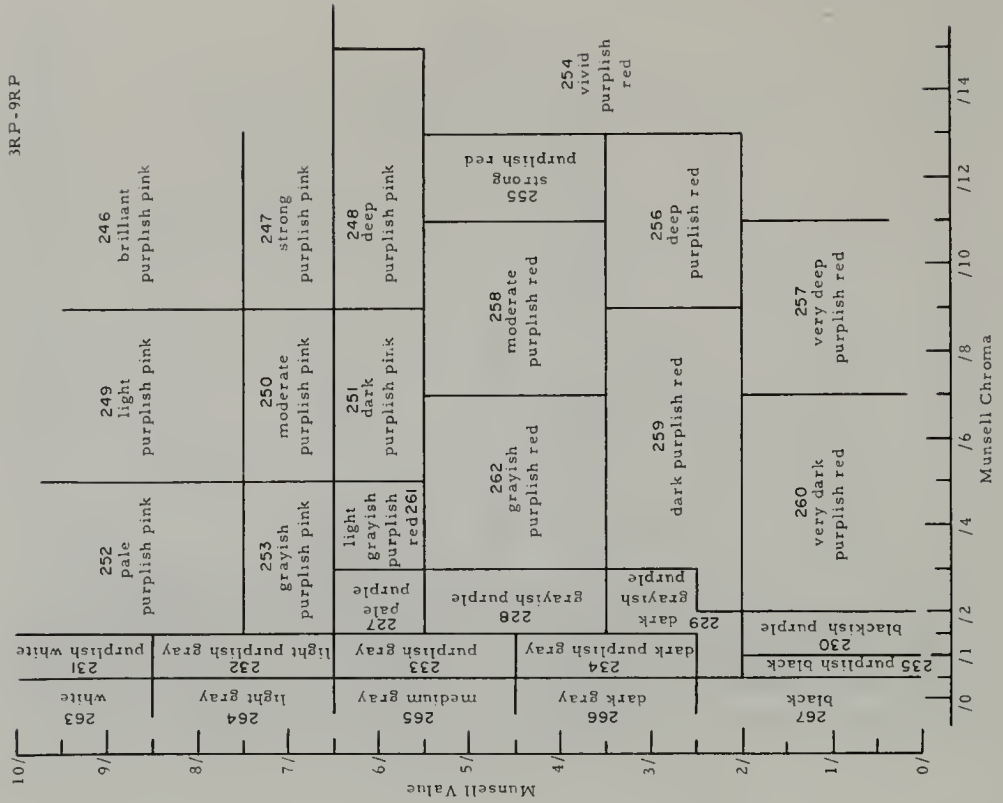 3RP-9RP
246
brilliant
purplish pink
247
strong
purplish pink
248
deep
purplish pink
254
vivid
purplish
red
255
strong
purplish red
256
deep
purplish red
249
light
purplish pink
250
moderate
purplish pink
251
dark
purplish pink
258
moderate
purplish red
257
very deep
purplish red
252
pale
purplish pink
253
grayish
purplish pink
light
grayish
purplish
red 261
262
grayish
purplish red
259
dark purplish red
260
very dark
purplish red
227
pale
purple
228
grayish purple
229
dark
grayish
purple
230
blackish purple
231
purplish white
232
light purplish gray
233
purplish gray
234
dark purplish gray
235 purplish black
263
white
264
light gray
265
medium gray
266
dark gray
267
black
10/
9/
8/
7/
6/
5/
4/
3/
2/
1/
0/
Munsell Value
/0
/1
/2
/4
/6
/8
/10
/12
/14
Munsell Chroma